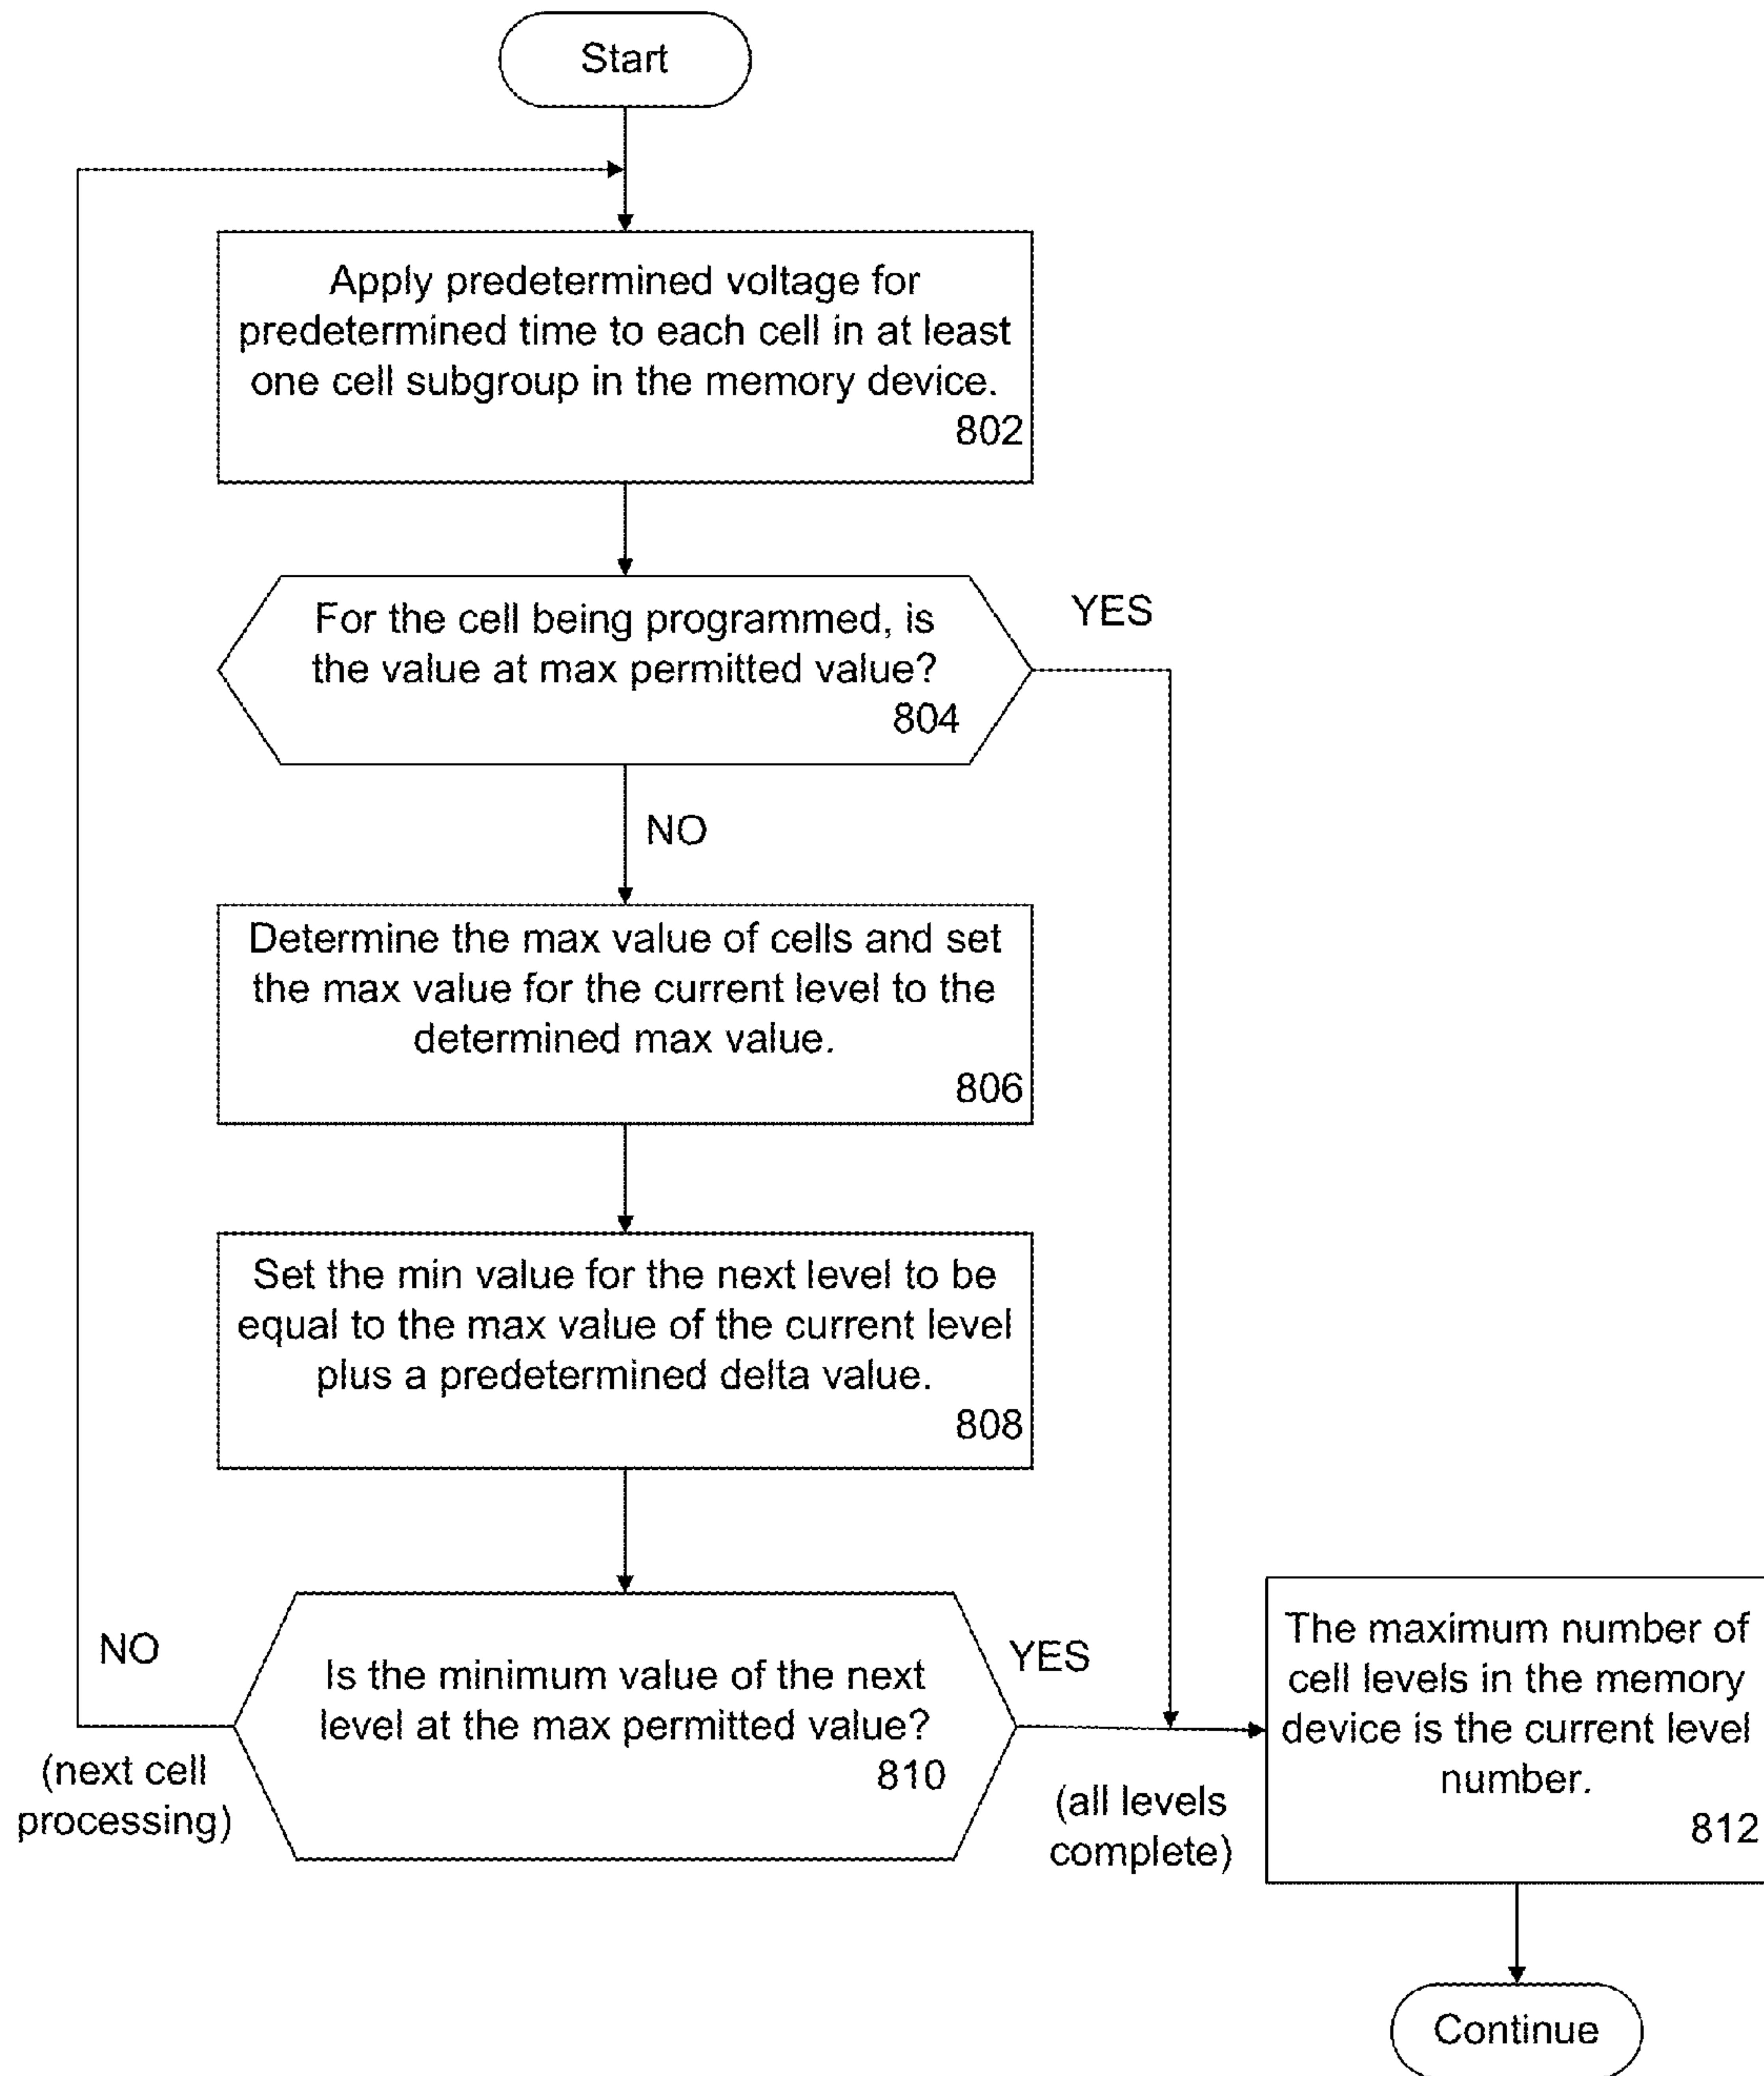 Start
Apply predetermined voltage for
predetermined time to each cell in at least
one cell subgroup in the memory device.
802
For the cell being programmed, is
the value at max permitted value?
804
YES
NO
Determine the max value of cells and set
the max value for the current level to the
determined max value.
806
Set the min value for the next level to be
equal to the max value of the current level
plus a predetermined delta value.
808
NO
(next cell
processing)
Is the minimum value of the next
level at the max permitted value?
810
YES
(all levels
complete)
The maximum number of
cell levels in the memory
device is the current level
number.
812
Continue